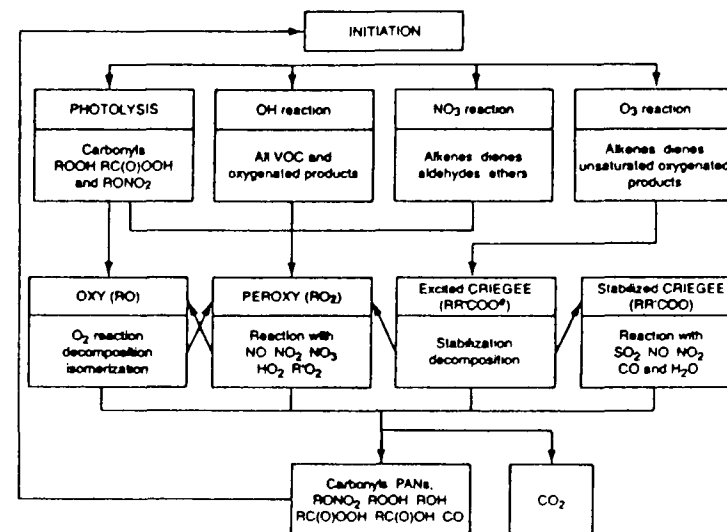 INITIATION
PHOTOLYSIS
Carbonyls
ROOH RC(O)OOH
and RONO₂
OH reaction
All VOC and
oxygenated products
NO₃ reaction
Alkenes dienes
aldehydes ethers
O₃ reaction
Alkenes dienes
unsaturated oxygenated
products
OXY (RO)
O₂ reaction
decomposition
isomerization
PEROXY (RO₂)
Reaction with
NO NO₂ NO₃
HO₂ R'O₂
Excited CRIEGEE
(RR'COO#)
Stabilization
decomposition
Stabilized CRIEGEE
(RR'COO)
Reaction with
SO₂ NO NO₂
CO and H₂O
Carbonyls PANs,
RONO₂ ROOH ROH
RC(O)OOH RC(O)OH CO
CO₂